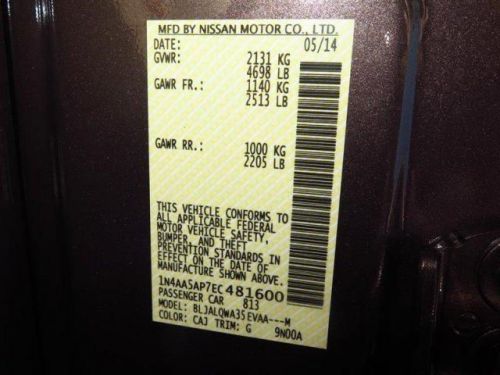 MFD BY NISSAN MOTOR CO., LTD.
DATE: 05/14
GVWR: 2131 KG
4698 LB
GAWR FR.: 1140 KG
2513 LB
GAWR RR.: 1000 KG
2205 LB
THIS VEHICLE CONFORMS TO
ALL APPLICABLE FEDERAL
MOTOR VEHICLE SAFETY,
BUMPER, AND THEFT
PREVENTION STANDARDS IN
EFFECT ON THE DATE OF
MANUFACTURE SHOWN ABOVE.
1N4AA5AP7EC481600
PASSENGER CAR 813
MODEL: BLJALQWA35EVAA---M
COLOR: CAJ TRIM: G 9N00A